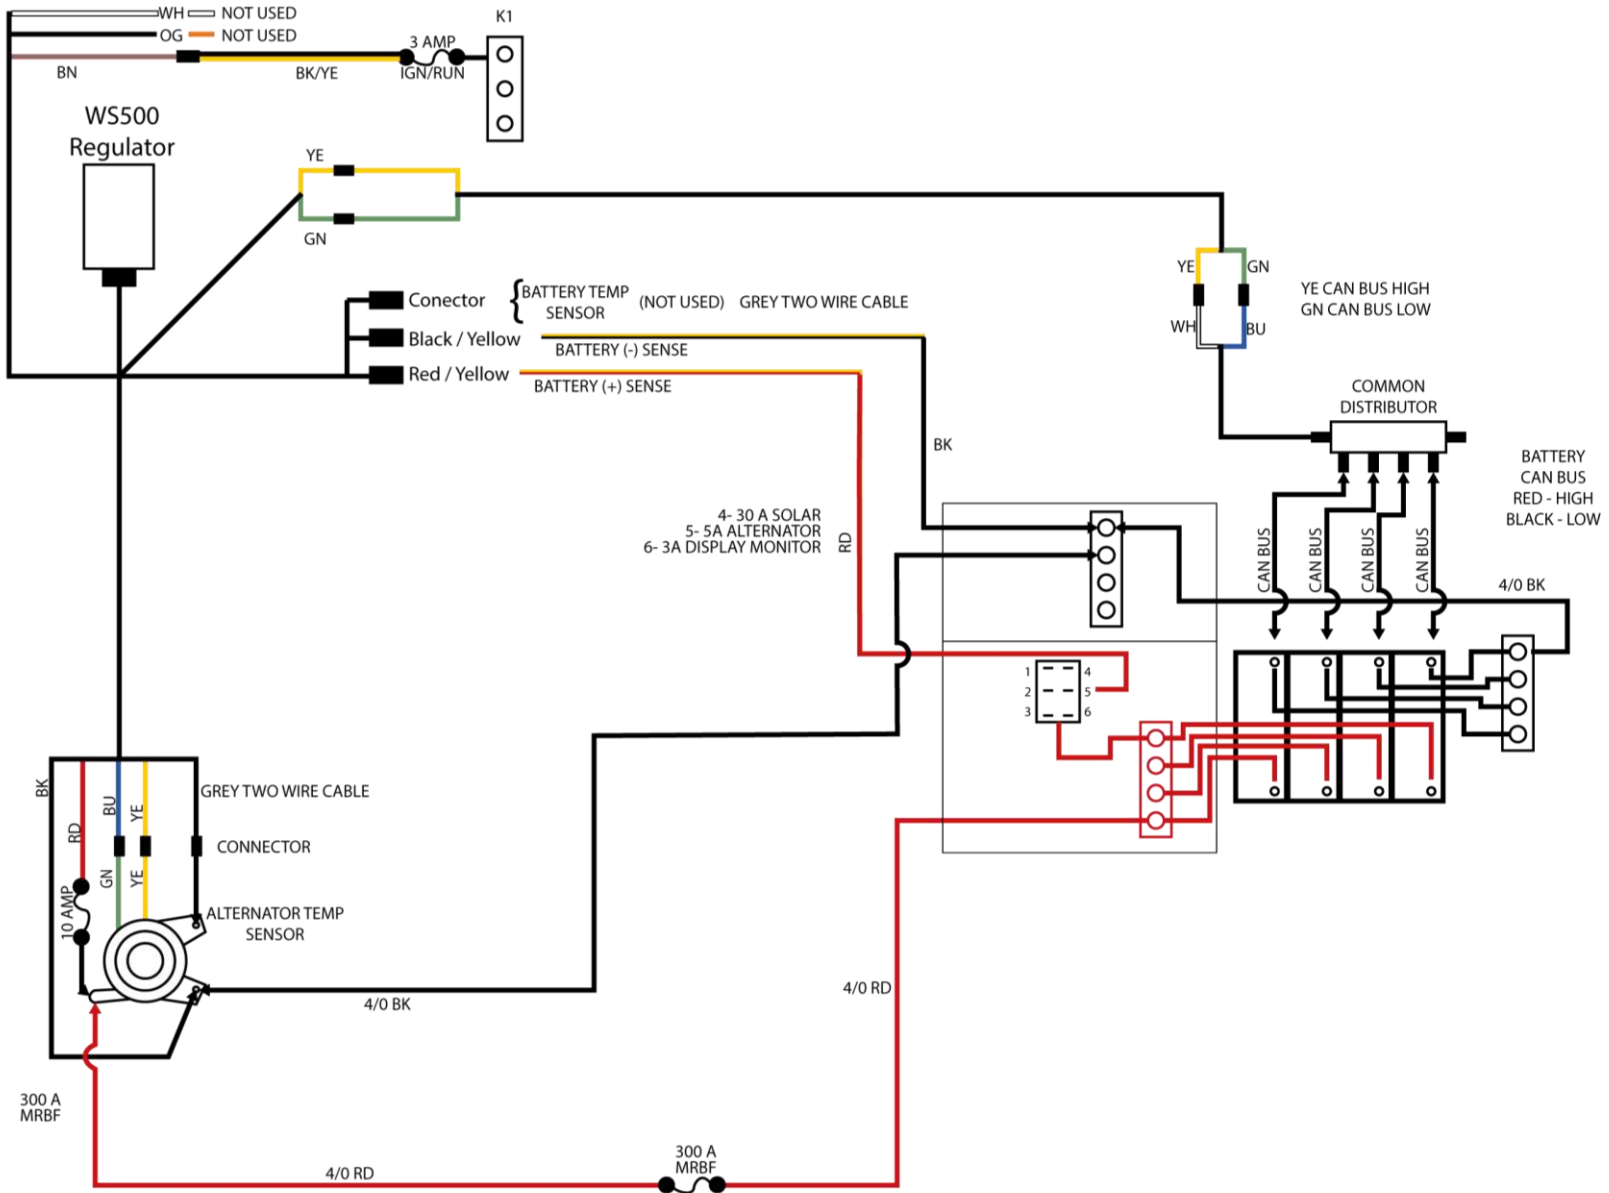 WH NOT USED
K1
OG NOT USED
3 AMP
BN
BK/YE
IGN/RUN
WS500
Regulator
YE
GN
YE
GN
YE CAN BUS HIGH
GN CAN BUS LOW
WH
BU
Conector
{
BATTERY TEMP
SENSOR
(NOT USED)
GREY TWO WIRE CABLE
Black / Yellow
BATTERY (-) SENSE
Red / Yellow
BATTERY (+) SENSE
COMMON
DISTRIBUTOR
BK
BATTERY
CAN BUS
RED - HIGH
BLACK - LOW
4- 30 A SOLAR
5- 5A ALTERNATOR
6- 3A DISPLAY MONITOR
RD
CAN BUS
CAN BUS
CAN BUS
CAN BUS
4/0 BK
1
4
2
5
3
6
BK
BU
YE
GREY TWO WIRE CABLE
RD
CONNECTOR
GN
YE
10 AMP
ALTERNATOR TEMP
SENSOR
4/0 BK
4/0 RD
300 A
MRBF
300 A
MRBF
4/0 RD